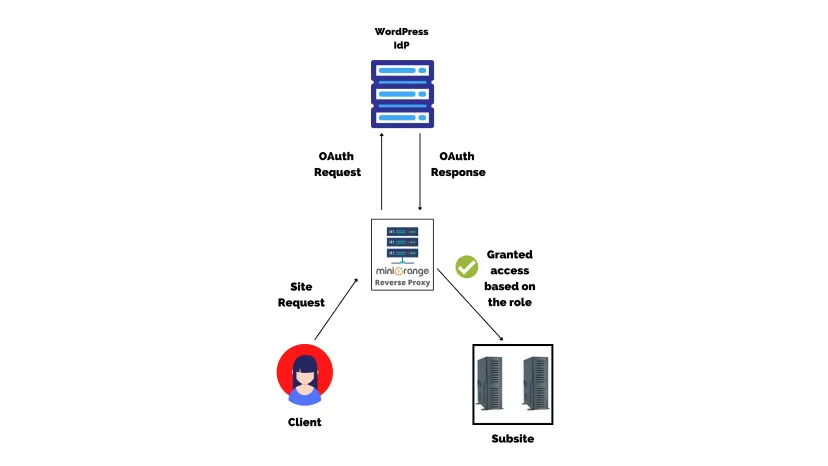 WordPress
IdP
OAuth
Request
OAuth
Response
miniOrange
Reverse Proxy
Granted
access
based on
the role
Site
Request
Client
Subsite